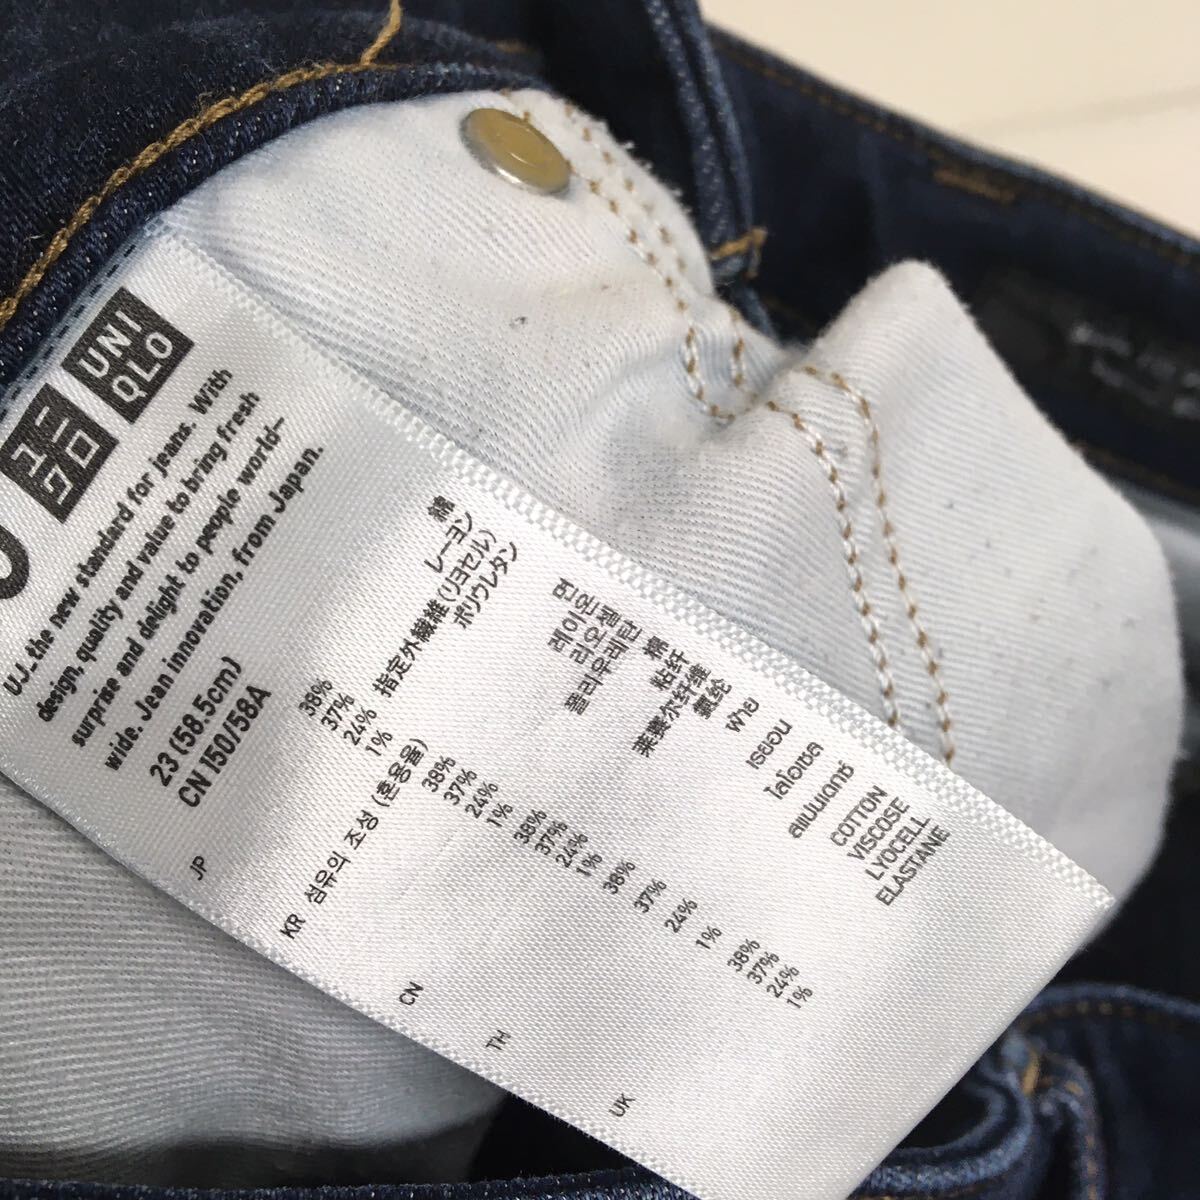 UNI
QLO
ユニ
クロ
UJ_the new standard for jeans. With
design, quality and value to bring fresh
surprise and delight to people world-
wide. Jean innovation, from Japan.
23 (58.5cm)
CN 150/58A
JP
綿 38%
レーヨン 37%
指定外繊維(リヨセル) 24%
ポリウレタン 1%
KR 섬유의 조성 (혼용율)
면 38%
레이온 37%
리오셀 24%
폴리우레탄 1%
CN
棉 38%
粘纤 37%
莱赛尔纤维 24%
氨纶 1%
TH
ฝ้าย 38%
เรยอน 37%
ไลโอเซล 24%
สแปนเดกซ์ 1%
UK
COTTON 38%
VISCOSE 37%
LYOCELL 24%
ELASTANE 1%